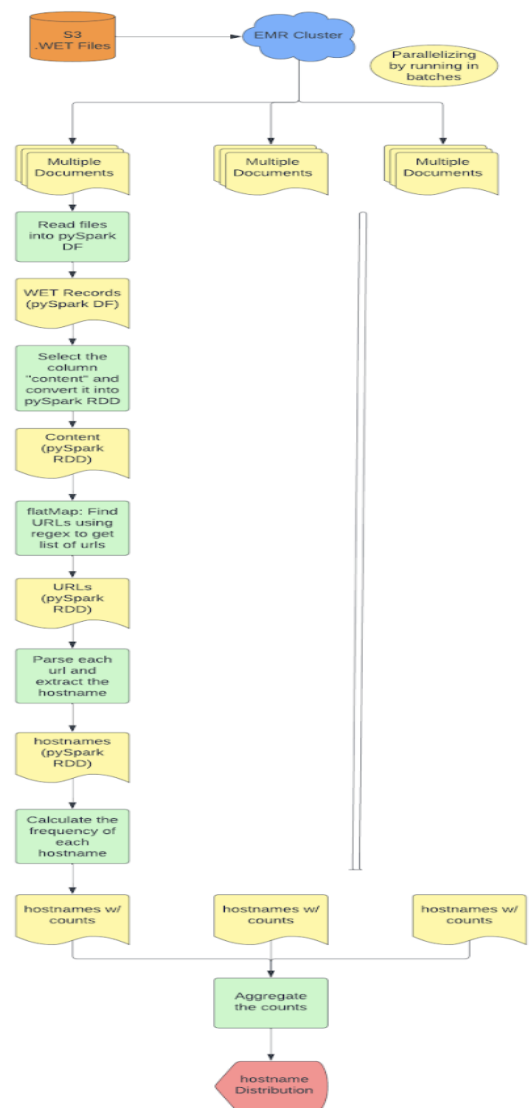 S3
.WET Files
EMR Cluster
Parallelizing
by running in
batches
Multiple
Documents
Multiple
Documents
Multiple
Documents
Read files
into pySpark
DF
WET Records
(pySpark DF)
Select the
column
"content" and
convert it into
pySpark RDD
Content
(pySpark
RDD)
flatMap: Find
URLs using
regex to get
list of urls
URLs
(pySpark
RDD)
Parse each
url and
extract the
hostname
hostnames
(pySpark
RDD)
Calculate the
frequency of
each
hostname
hostnames w/
counts
hostnames w/
counts
hostnames w/
counts
Aggregate
the counts
hostname
Distribution